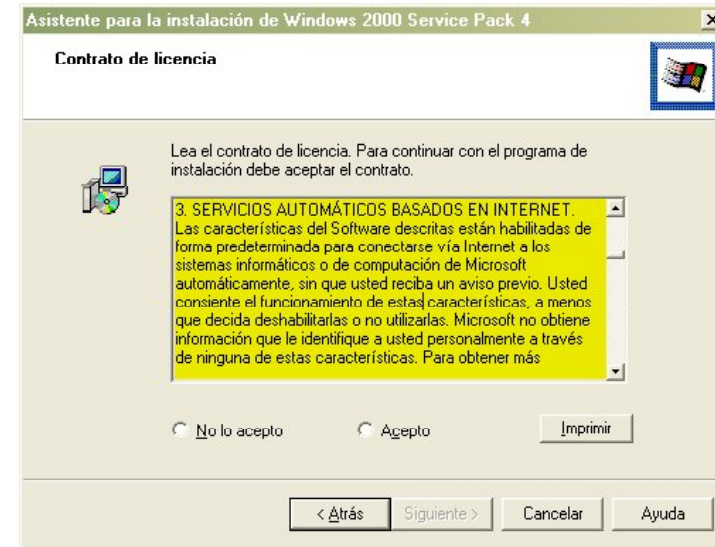 Asistente para la instalación de Windows 2000 Service Pack 4
Contrato de licencia
Lea el contrato de licencia. Para continuar con el programa de
instalación debe aceptar el contrato.
3. SERVICIOS AUTOMÁTICOS BASADOS EN INTERNET.
Las características del Software descritas están habilitadas de
forma predeterminada para conectarse vía Internet a los
sistemas informáticos o de computación de Microsoft
automáticamente, sin que usted reciba un aviso previo. Usted
consiente el funcionamiento de estas características, a menos
que decida deshabilitarlas o no utilizarlas. Microsoft no obtiene
información que le identifique a usted personalmente a través
de ninguna de estas características. Para obtener más
No lo acepto
Acepto
Imprimir
< Atrás
Siguiente >
Cancelar
Ayuda